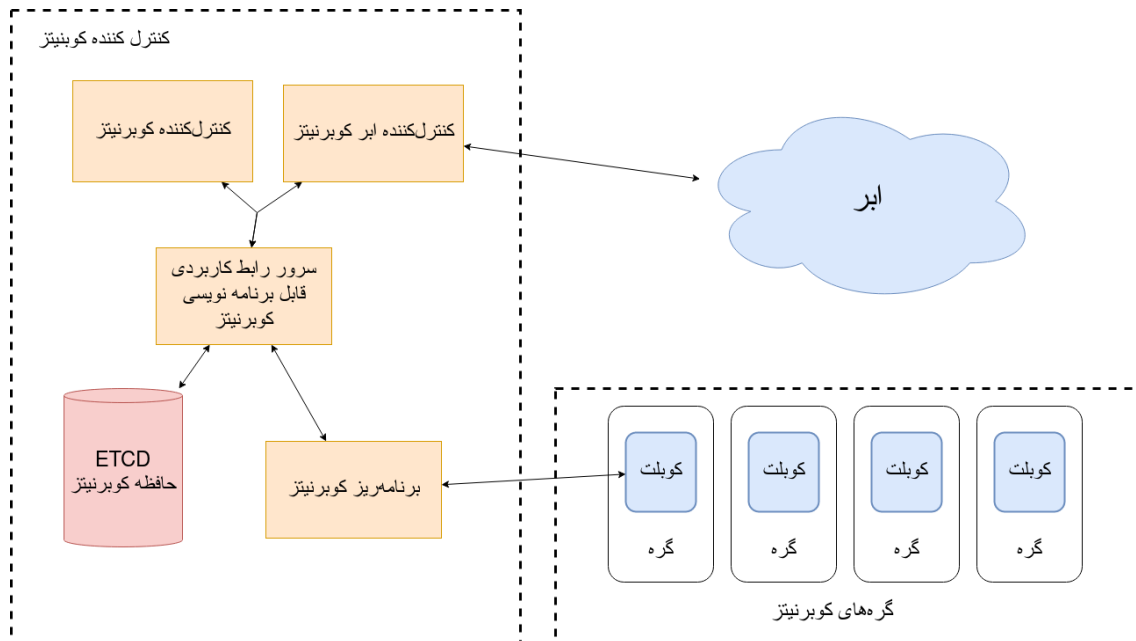 کنترل کننده کوبنیتز
کنترل‌کننده کوبرنیتز
کنترل‌کننده ابر کوبرنیتز
ابر
سرور رابط کاربردی
قابل برنامه نویسی
کوبرنیتز
ETCD
حافظه کوبرنیتز
برنامه‌ریز کوبرنیتز
کوبلت
کوبلت
کوبلت
کوبلت
گره
گره
گره
گره
گره‌های کوبرنیتز